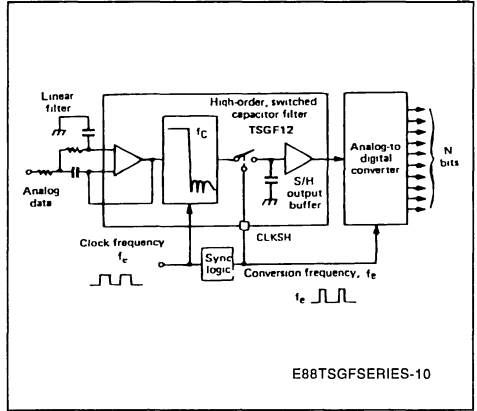 Linear
filter
High-order, switched
capacitor filter
TSGF12
fC
Analog-to
digital
converter
N
bits
S/H
output
buffer
Analog
data
CLKSH
Clock frequency
fe
Sync
logic
Conversion frequency, fe
fe
E88TSGFSERIES-10